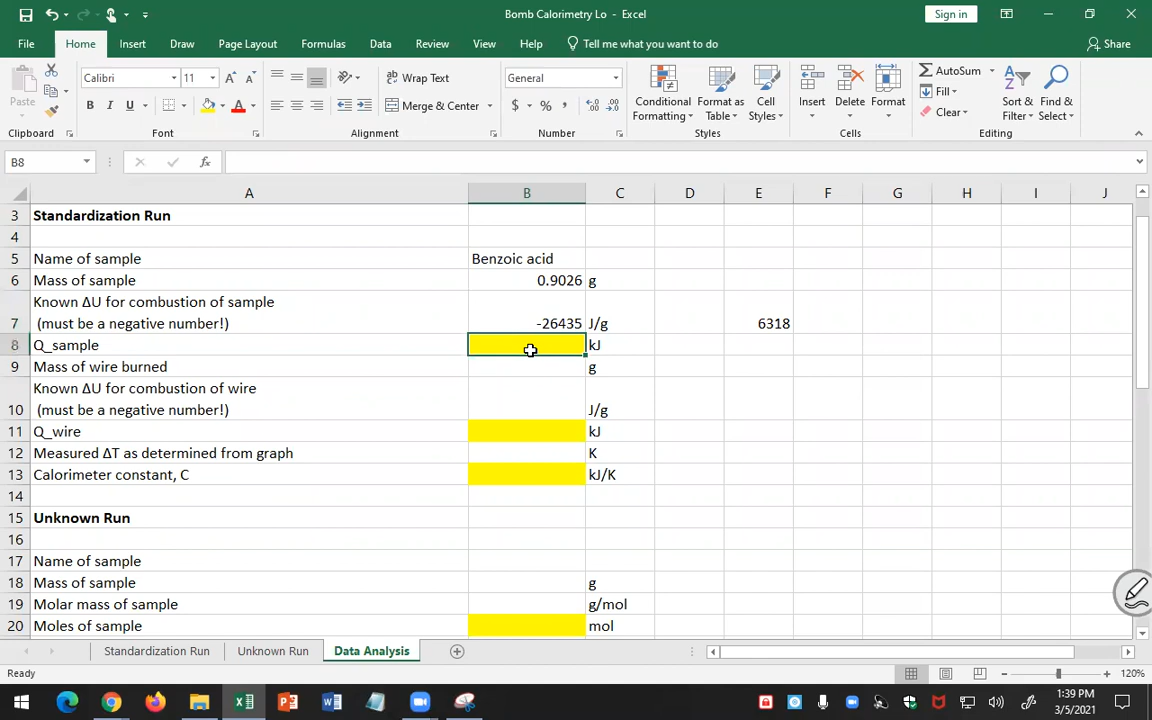 Bomb Calorimetry Lo - Excel
Sign in
File Home Insert Draw Page Layout Formulas Data Review View Help Tell me what you want to do Share
Paste
Calibri 11 A A
B I U A
Wrap Text
Merge & Center
General
$ % ,
Conditional Formatting
Format as Table
Cell Styles
Insert Delete Format
AutoSum
Fill
Clear
Sort & Filter
Find & Select
Clipboard Font Alignment Number Styles Cells Editing
B8 fx
A B C D E F G H I J
3 Standardization Run
4
5 Name of sample Benzoic acid
6 Mass of sample 0.9026 g
Known ΔU for combustion of sample
7 (must be a negative number!) -26435 J/g 6318
8 Q_sample kJ
9 Mass of wire burned g
Known ΔU for combustion of wire
10 (must be a negative number!) J/g
11 Q_wire kJ
12 Measured ΔT as determined from graph K
13 Calorimeter constant, C kJ/K
14
15 Unknown Run
16
17 Name of sample
18 Mass of sample g
19 Molar mass of sample g/mol
20 Moles of sample mol
Standardization Run Unknown Run Data Analysis
Ready 120%
1:39 PM
3/5/2021